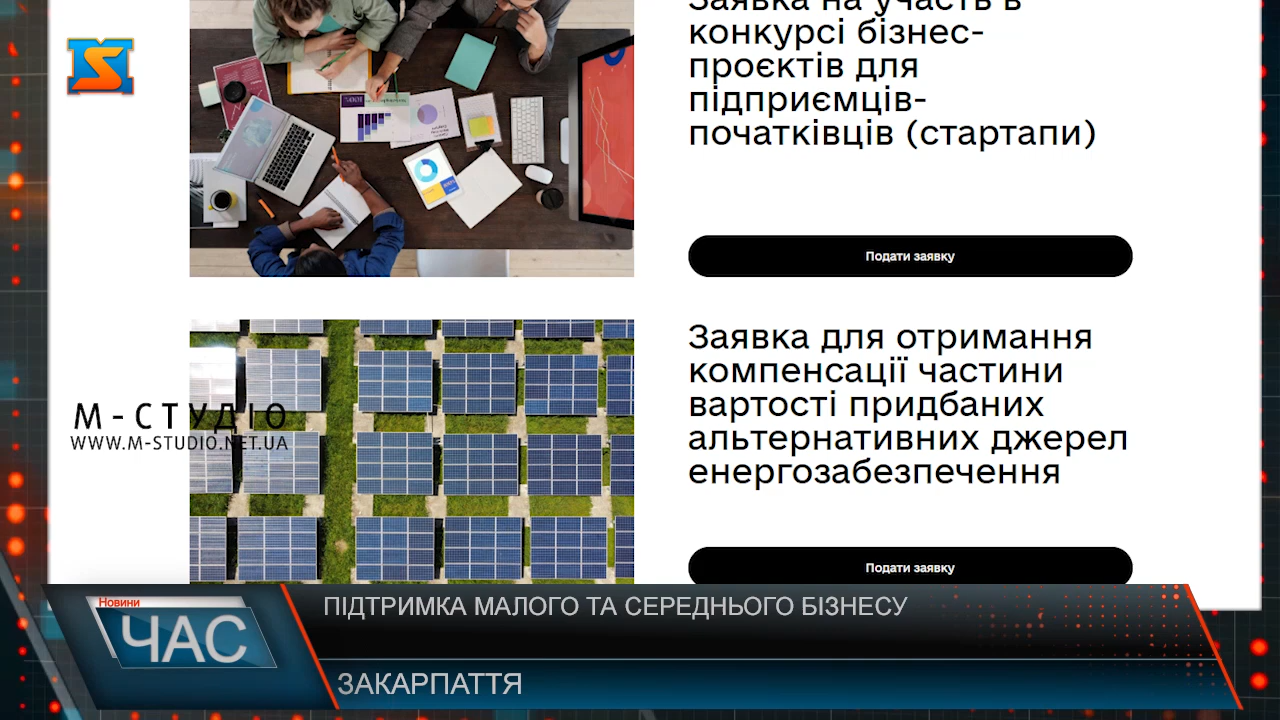 Заявка на участь в
конкурсі бізнес-
проєктів для
підприємців-
початківців (стартапи)
Подати заявку
Заявка для отримання
компенсації частини
вартості придбаних
альтернативних джерел
енергозабезпечення
Подати заявку
М-СТУДІО
WWW.M-STUDIO.NET.UA
Новини
ЧАС
ПІДТРИМКА МАЛОГО ТА СЕРЕДНЬОГО БІЗНЕСУ
ЗАКАРПАТТЯ